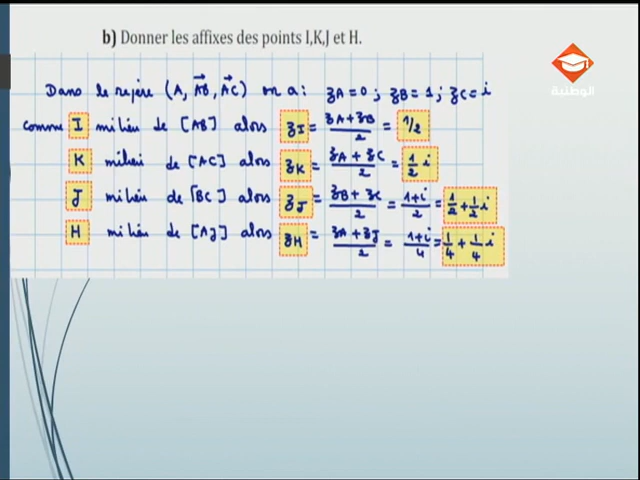 b) Donner les affixes des points I,K,J et H.
الوطنية
Dans le repère (A, AB→, AC→) on a: zA=0 ; zB=1 ; zC=i
comme I milieu de [AB] alors zI = (zA+zB)/2 = 1/2
K milieu de [AC] alors zK = (zA+zC)/2 = 1/2 i
J milieu de [BC] alors zJ = (zB+zC)/2 = (1+i)/2 = 1/2 + 1/2 i
H milieu de [AJ] alors zH = (zA+zJ)/2 = (1+i)/4 = 1/4 + 1/4 i